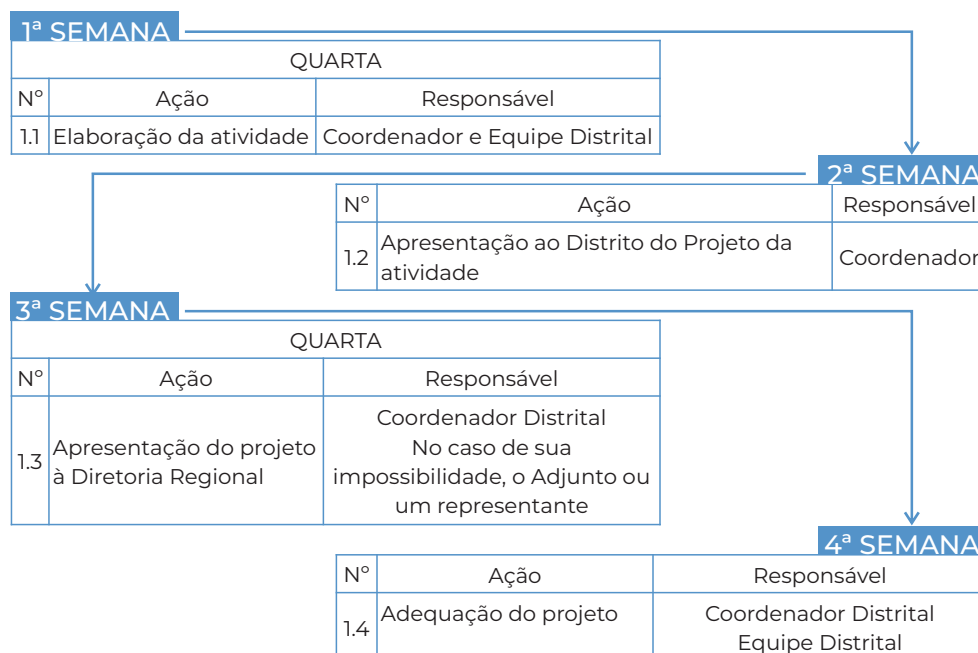 1ª SEMANA
QUARTA
Nº Ação Responsável
1.1 Elaboração da atividade Coordenador e Equipe Distrital
2ª SEMANA
Nº Ação Responsável
1.2 Apresentação ao Distrito do Projeto da
atividade
Coordenador
3ª SEMANA
QUARTA
Nº Ação Responsável
1.3 Apresentação do projeto
à Diretoria Regional
Coordenador Distrital
No caso de sua
impossibilidade, o Adjunto ou
um representante
4ª SEMANA
Nº Ação Responsável
1.4 Adequação do projeto
Coordenador Distrital
Equipe Distrital